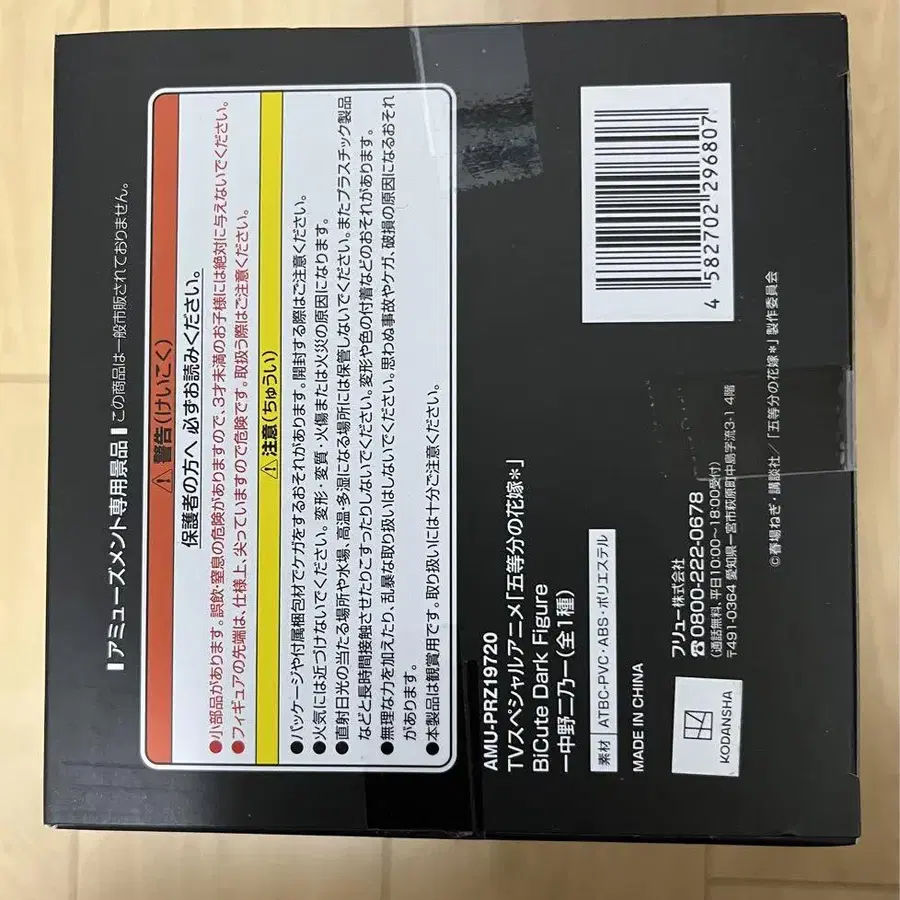 アミューズメント専用景品 この商品は一般市販されておりません。
警告(けいこく)
保護者の方へ 必ずお読みください。
●小部品があります。誤飲・窒息の危険がありますので、3才未満のお子様には絶対に与えないでください。
●フィギュアの先端は、仕様上、尖っていますので危険です。取扱う際はご注意ください。
注意(ちゅうい)
●パッケージや付属梱包材でケガをするおそれがあります。開封する際はご注意ください。
●火気には近づけないでください。変形・変質・火傷または火災の原因になります。
●直射日光の当たる場所や水場、高温・多湿になる場所には保管しないでください。またプラスチック製品
などと長時間接触させたりこすったりしないでください。変形や色の付着などのおそれがあります。
●無理な力を加えたり、乱暴な取り扱いはしないでください。思わぬ事故やケガ、破損の原因になるおそれ
があります。
●本製品は観賞用です。取り扱いには十分ご注意ください。
AMU-PRZ19720
TVスペシャルアニメ「五等分の花嫁*」
BiCute Dark Figure
ー中野二乃ー(全1種)
素材 ATBC-PVC・ABS・ポリエステル
MADE IN CHINA
KODANSHA
フリュー株式会社
☎0800-222-0678
(通話無料、平日10:00~18:00受付)
〒491-0364 愛知県一宮市萩原町中島字流3-1 4階
©春場ねぎ・講談社/「五等分の花嫁*」製作委員会
4 582702 296807